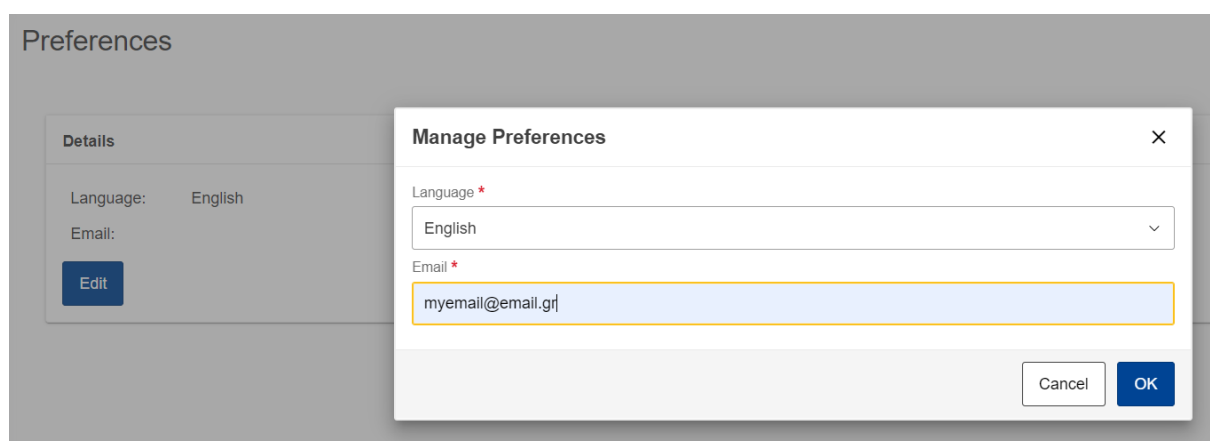 Preferences
Details
Language: English
Email:
Edit
Manage Preferences
Language *
English
Email *
myemail@email.gr
Cancel OK